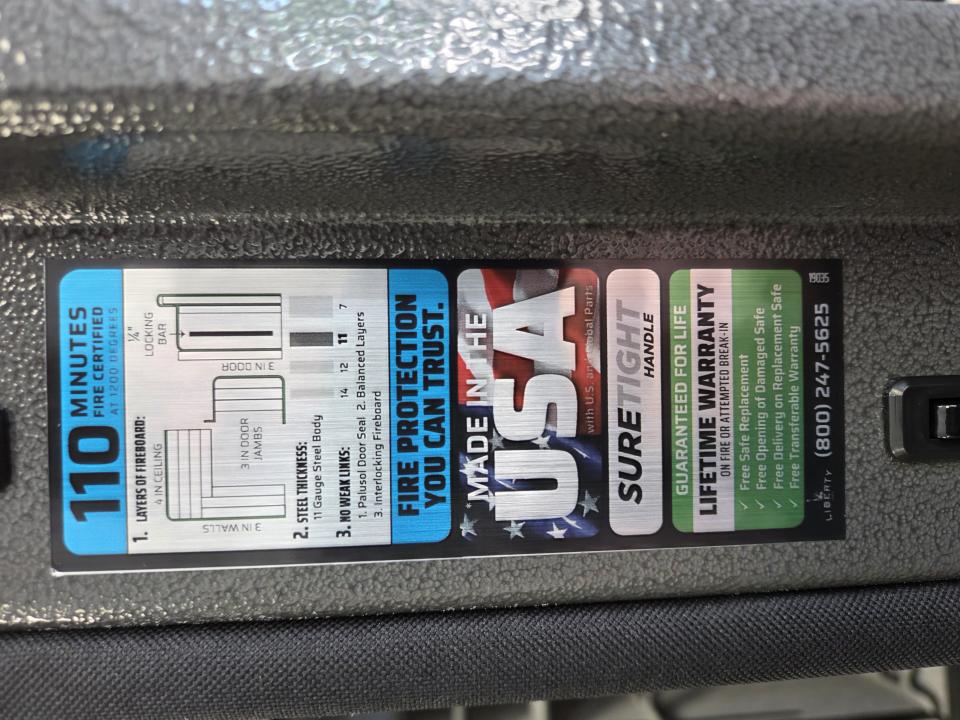 110 MINUTES
FIRE CERTIFIED
AT 1200 DEGREES
1. LAYERS OF FIREBOARD:
4 IN CEILING
3 IN WALLS
3 IN DOOR
JAMBS
3 IN DOOR
¼"
LOCKING
BAR
2. STEEL THICKNESS:
11 Gauge Steel Body
14 12 11 7
3. NO WEAK LINKS:
1. Palusol Door Seal 2. Balanced Layers
3. Interlocking Fireboard
FIRE PROTECTION
YOU CAN TRUST.
MADE IN THE
USA
with U.S. and Global Parts
SURETIGHT
HANDLE
GUARANTEED FOR LIFE
LIFETIME WARRANTY
ON FIRE OR ATTEMPTED BREAK-IN
✓ Free Safe Replacement
✓ Free Opening of Damaged Safe
✓ Free Delivery on Replacement Safe
✓ Free Transferable Warranty
LIBERTY (800) 247-5625
19035